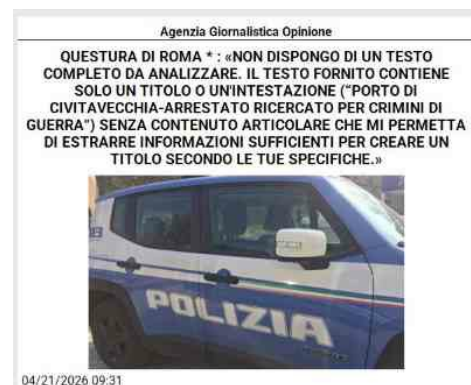 Agenzia Giornalistica Opinione
QUESTURA DI ROMA * : «NON DISPONGO DI UN TESTO
COMPLETO DA ANALIZZARE. IL TESTO FORNITO CONTIENE
SOLO UN TITOLO O UN'INTESTAZIONE (“PORTO DI
CIVITAVECCHIA-ARRESTATO RICERCATO PER CRIMINI DI
GUERRA”) SENZA CONTENUTO ARTICOLARE CHE MI PERMETTA
DI ESTRARRE INFORMAZIONI SUFFICIENTI PER CREARE UN
TITOLO SECONDO LE TUE SPECIFICHE.»
POLIZIA
04/21/2026 09:31